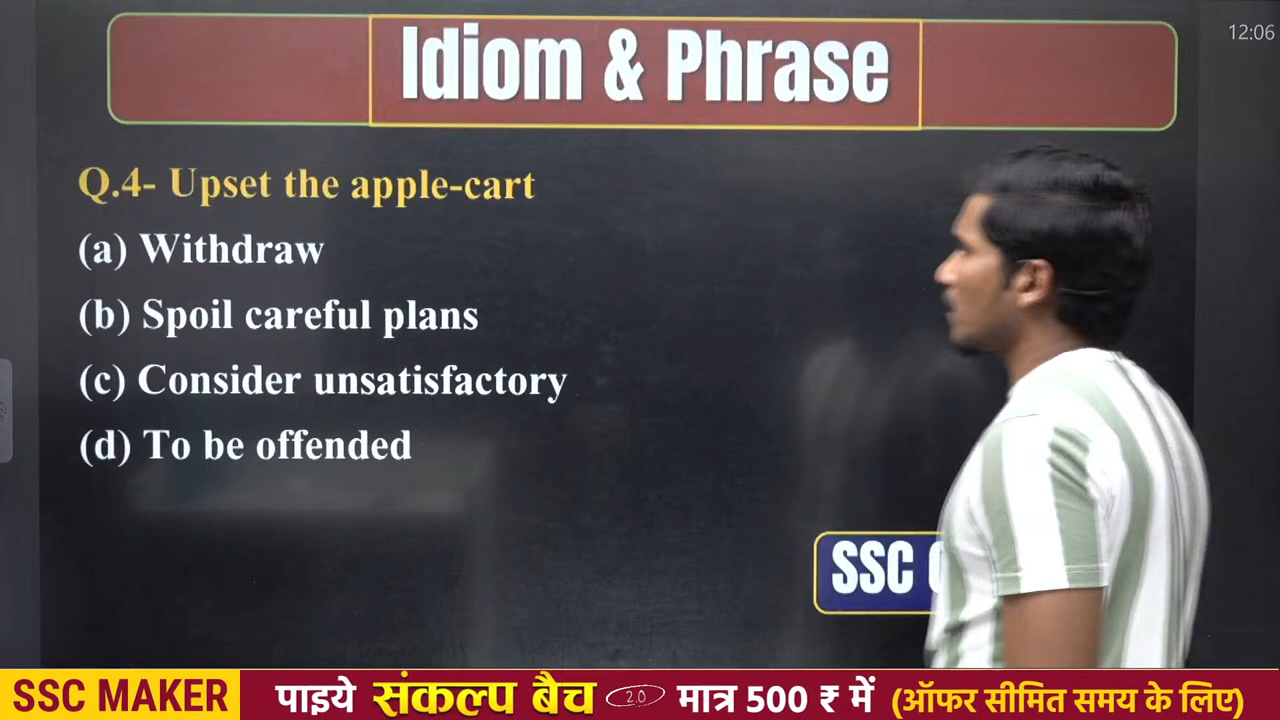 Idiom & Phrase
12:06
Q.4- Upset the apple-cart
(a) Withdraw
(b) Spoil careful plans
(c) Consider unsatisfactory
(d) To be offended
SSC
SSC MAKER
पाइये संकल्प बैच 2.0 मात्र 500 ₹ में (ऑफर सीमित समय के लिए)